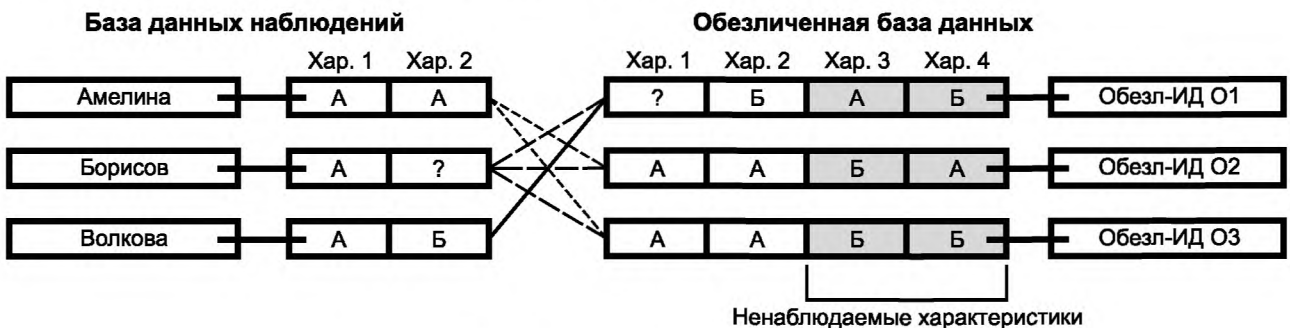 База данных наблюдений Обезличенная база данных
Хар. 1 Хар. 2 Хар. 1 Хар. 2 Хар. 3 Хар. 4
Амелина А А ? Б А Б Обезл-ИД О1
Борисов А ? А А Б А Обезл-ИД О2
Волкова А Б А А Б Б Обезл-ИД О3
Ненаблюдаемые характеристики